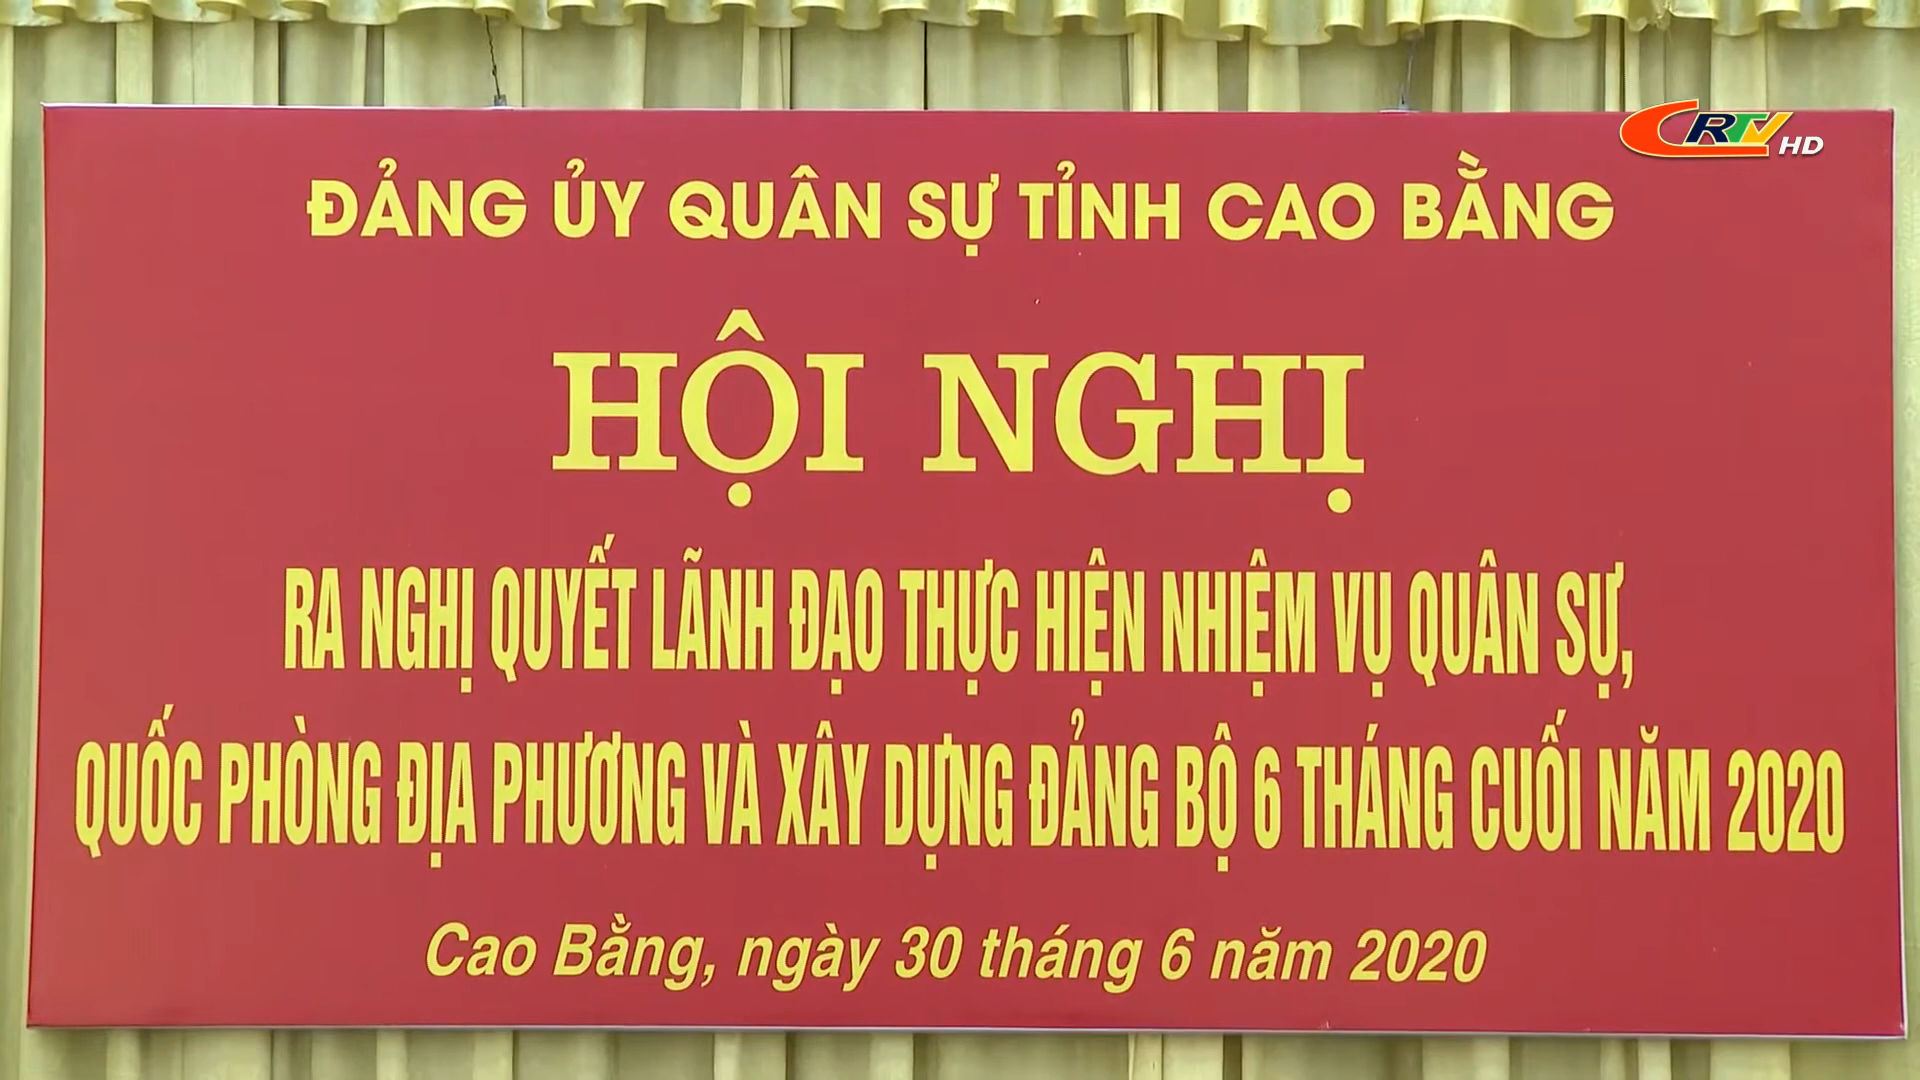 CRTV HD
ĐẢNG ỦY QUÂN SỰ TỈNH CAO BẰNG
HỘI NGHỊ
RA NGHỊ QUYẾT LÃNH ĐẠO THỰC HIỆN NHIỆM VỤ QUÂN SỰ,
QUỐC PHÒNG ĐỊA PHƯƠNG VÀ XÂY DỰNG ĐẢNG BỘ 6 THÁNG CUỐI NĂM 2020
Cao Bằng, ngày 30 tháng 6 năm 2020